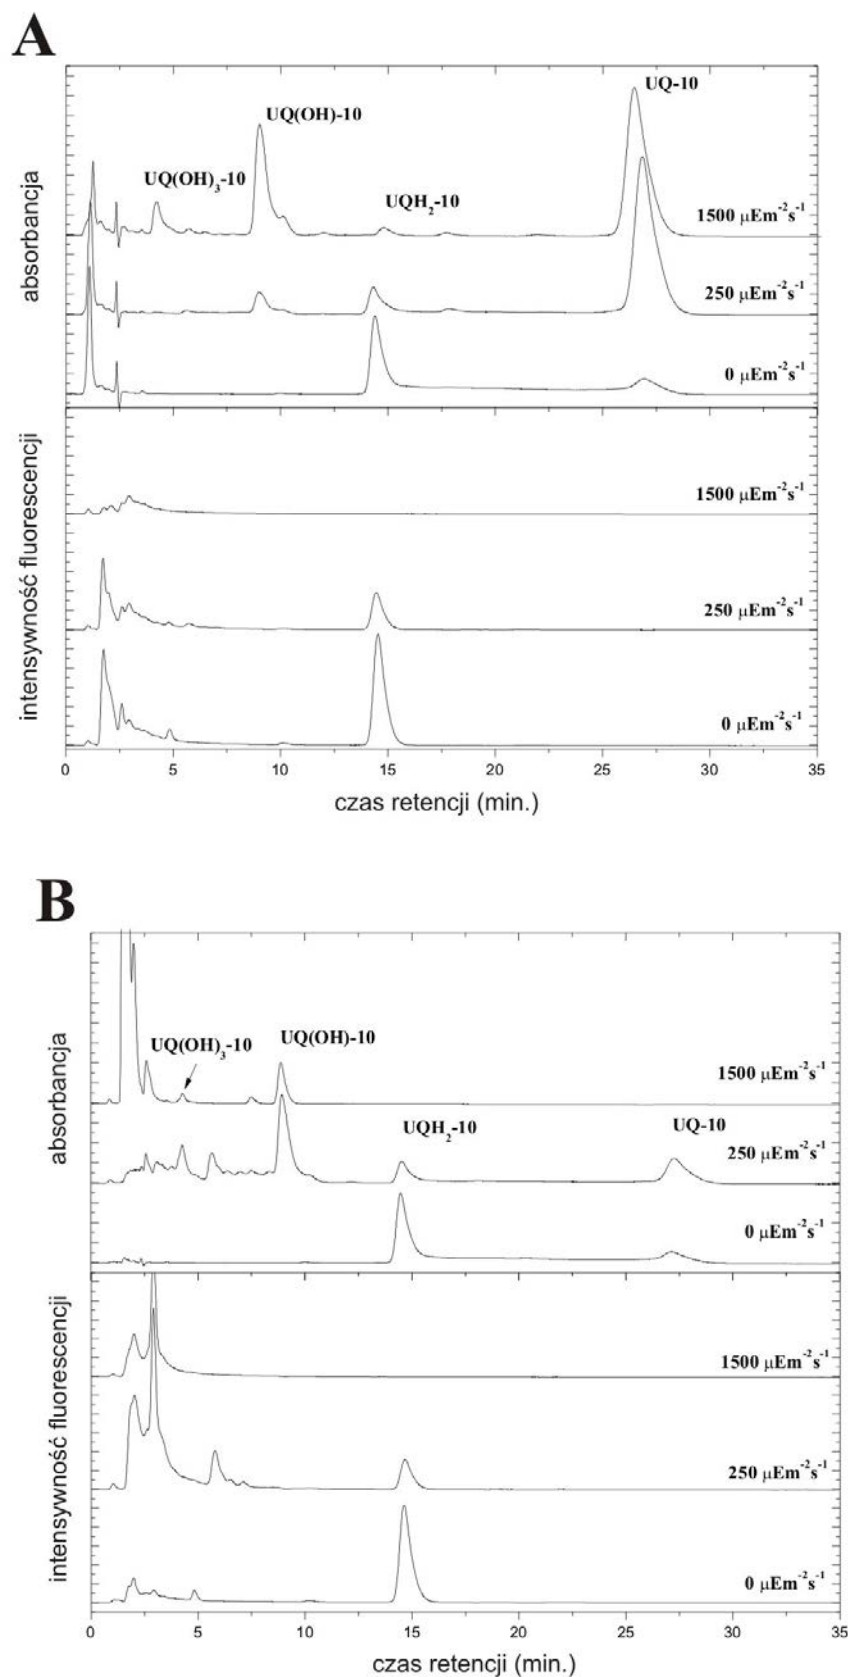 A
UQ-10
UQ(OH)-10
UQ(OH)₃-10
UQH₂-10
1500 μEm⁻²s⁻¹
250 μEm⁻²s⁻¹
0 μEm⁻²s⁻¹
absorbancja
1500 μEm⁻²s⁻¹
250 μEm⁻²s⁻¹
0 μEm⁻²s⁻¹
intensywność fluorescencji
0 5 10 15 20 25 30 35
czas retencji (min.)
B
UQ(OH)₃-10
UQ(OH)-10
1500 μEm⁻²s⁻¹
UQH₂-10
UQ-10
250 μEm⁻²s⁻¹
0 μEm⁻²s⁻¹
absorbancja
1500 μEm⁻²s⁻¹
250 μEm⁻²s⁻¹
0 μEm⁻²s⁻¹
intensywność fluorescencji
0 5 10 15 20 25 30 35
czas retencji (min.)